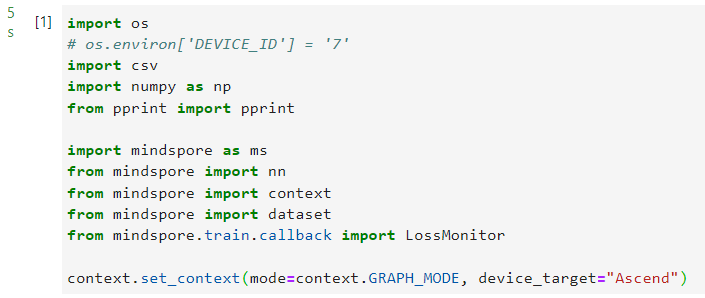 5
s
[1] import os
# os.environ['DEVICE_ID'] = '7'
import csv
import numpy as np
from pprint import pprint
import mindspore as ms
from mindspore import nn
from mindspore import context
from mindspore import dataset
from mindspore.train.callback import LossMonitor
context.set_context(mode=context.GRAPH_MODE, device_target="Ascend")